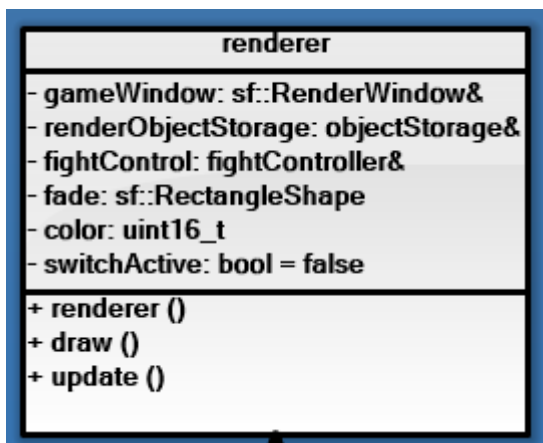 renderer
- gameWindow: sf::RenderWindow&
- renderObjectStorage: objectStorage&
- fightControl: fightController&
- fade: sf::RectangleShape
- color: uint16_t
- switchActive: bool = false
+ renderer ()
+ draw ()
+ update ()